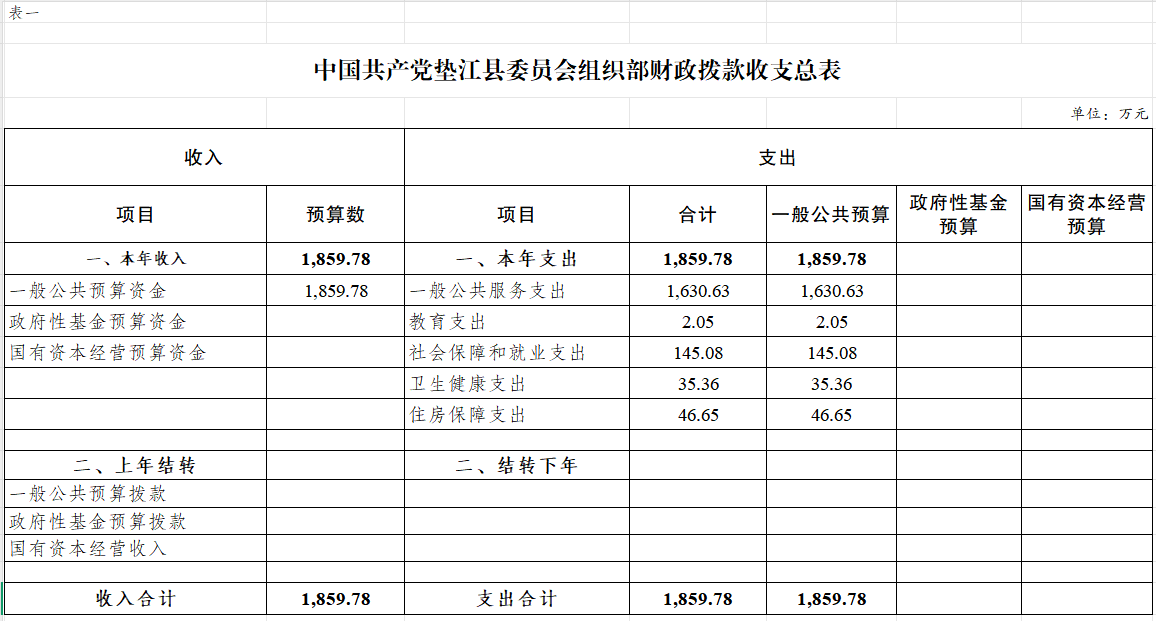 表一
中国共产党垫江县委员会组织部财政拨款收支总表
单位：万元
收入 支出
项目 预算数 项目 合计 一般公共预算 政府性基金预算 国有资本经营预算
一、本年收入 1,859.78 一、本年支出 1,859.78 1,859.78
一般公共预算资金 1,859.78 一般公共服务支出 1,630.63 1,630.63
政府性基金预算资金 教育支出 2.05 2.05
国有资本经营预算资金 社会保障和就业支出 145.08 145.08
卫生健康支出 35.36 35.36
住房保障支出 46.65 46.65
二、上年结转 二、结转下年
一般公共预算拨款
政府性基金预算拨款
国有资本经营收入
收入合计 1,859.78 支出合计 1,859.78 1,859.78